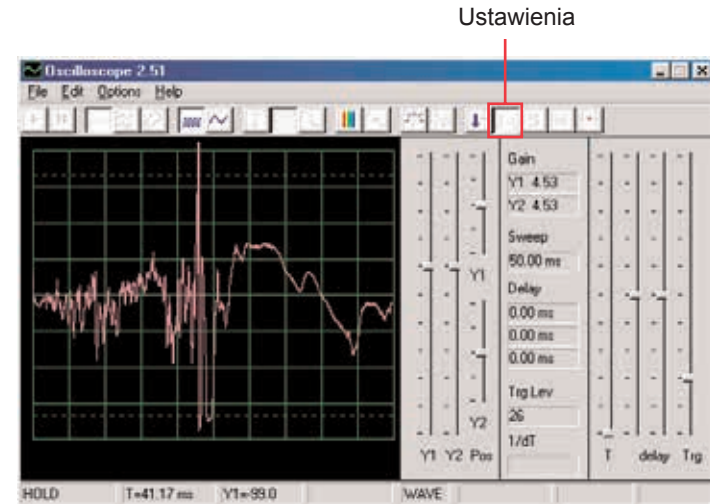 Ustawienia
Oscilloscope 2.51
File Edit Options Help
Gain
Y1 4.53
Y2 4.53
Sweep
50.00 ms
Delay
0.00 ms
0.00 ms
0.00 ms
Trg Lev
26
1/dT
Y1
Y2
Y1 Y2 Pos
T delay Trg
HOLD T=41.17 ms Y1=-99.0 WAVE